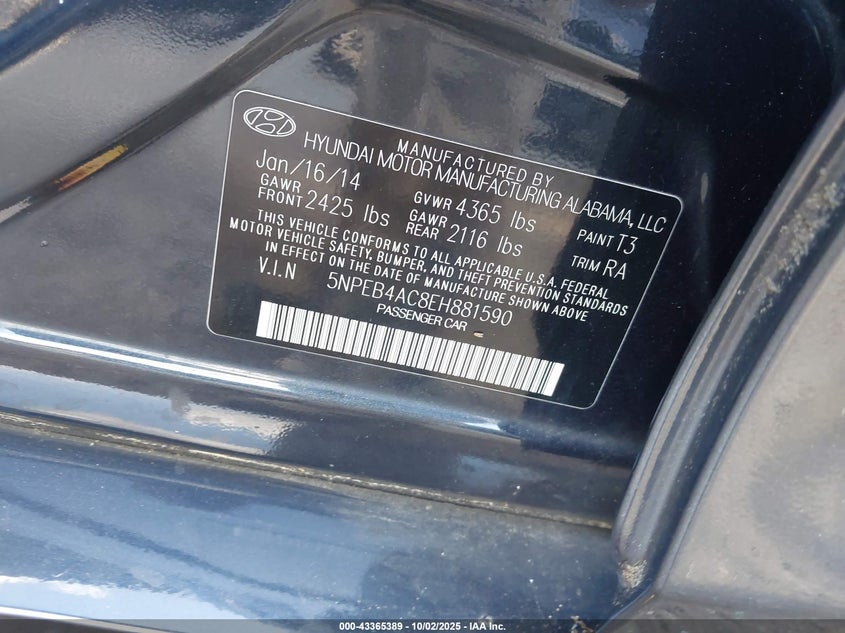 MANUFACTURED BY
HYUNDAI MOTOR MANUFACTURING ALABAMA, LLC
Jan/16/14 GVWR 4365 lbs PAINT T3
GAWR FRONT 2425 lbs GAWR REAR 2116 lbs TRIM RA
THIS VEHICLE CONFORMS TO ALL APPLICABLE U.S.A. FEDERAL
MOTOR VEHICLE SAFETY, BUMPER, AND THEFT PREVENTION STANDARDS
IN EFFECT ON THE DATE OF MANUFACTURE SHOWN ABOVE
V.I.N 5NPEB4AC8EH881590
PASSENGER CAR
000-43365389 - 10/02/2025 - IAA Inc.